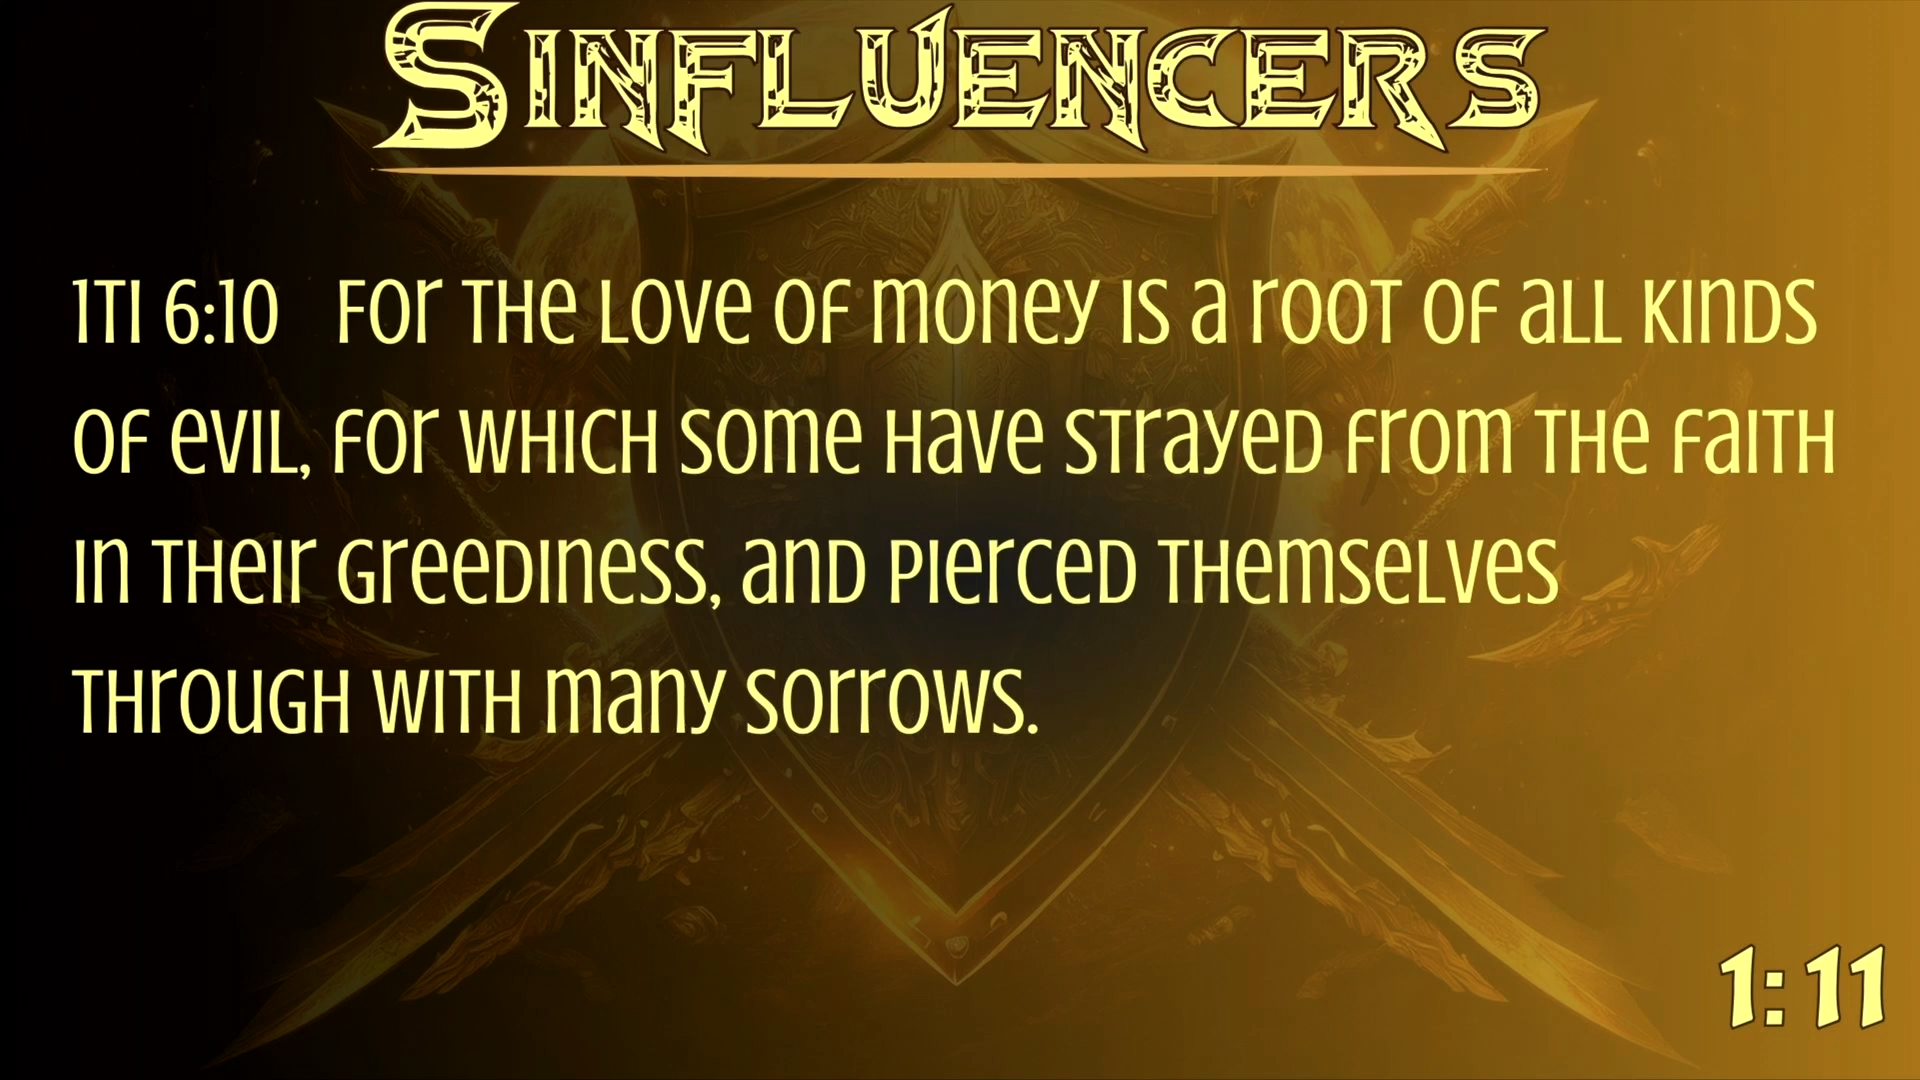 Sinfluencers
1Ti 6:10 For the love of money is a root of all kinds
of evil, for which some have strayed from the faith
in their greediness, and pierced themselves
through with many sorrows.
1:11